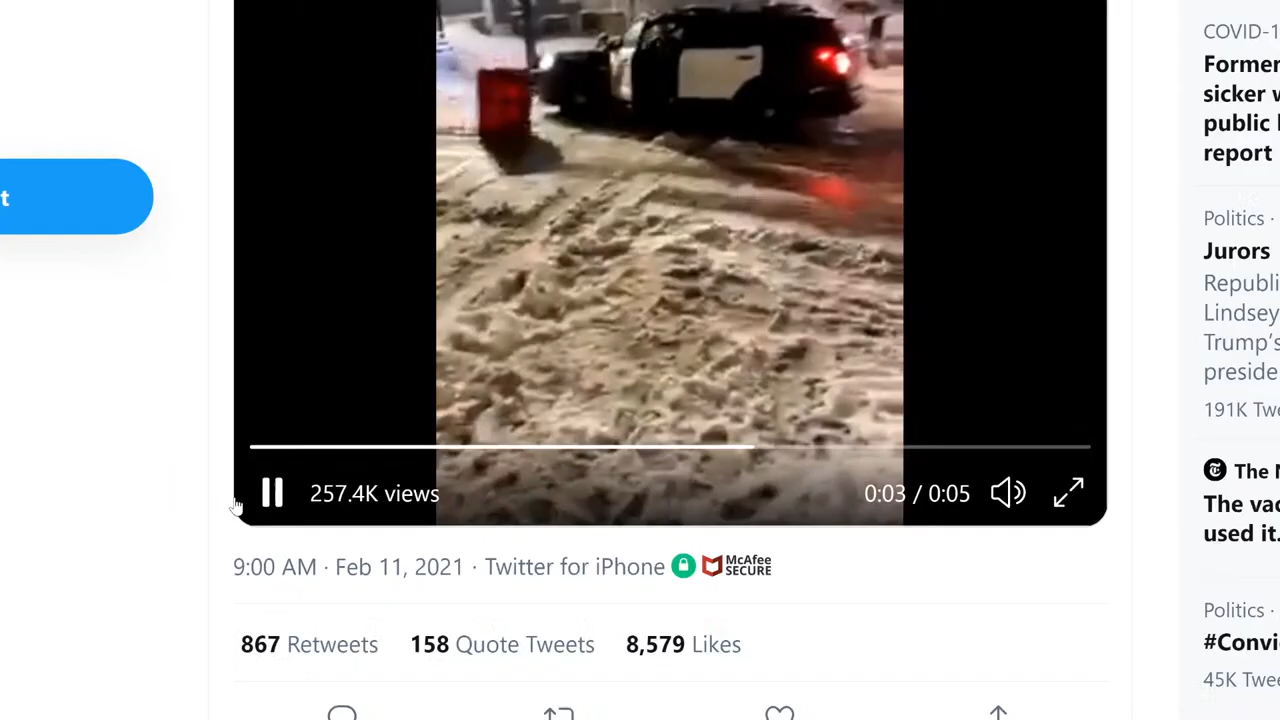 COVID-1
Former
sicker w
public
report
t
Politics ·
Jurors
Republi
Lindsey
Trump's
preside
191K Twe
257.4K views
0:03 / 0:05
The N
The vac
used it.
9:00 AM · Feb 11, 2021 · Twitter for iPhone
McAfee
SECURE
Politics ·
#Convi
45K Twee
867 Retweets 158 Quote Tweets 8,579 Likes